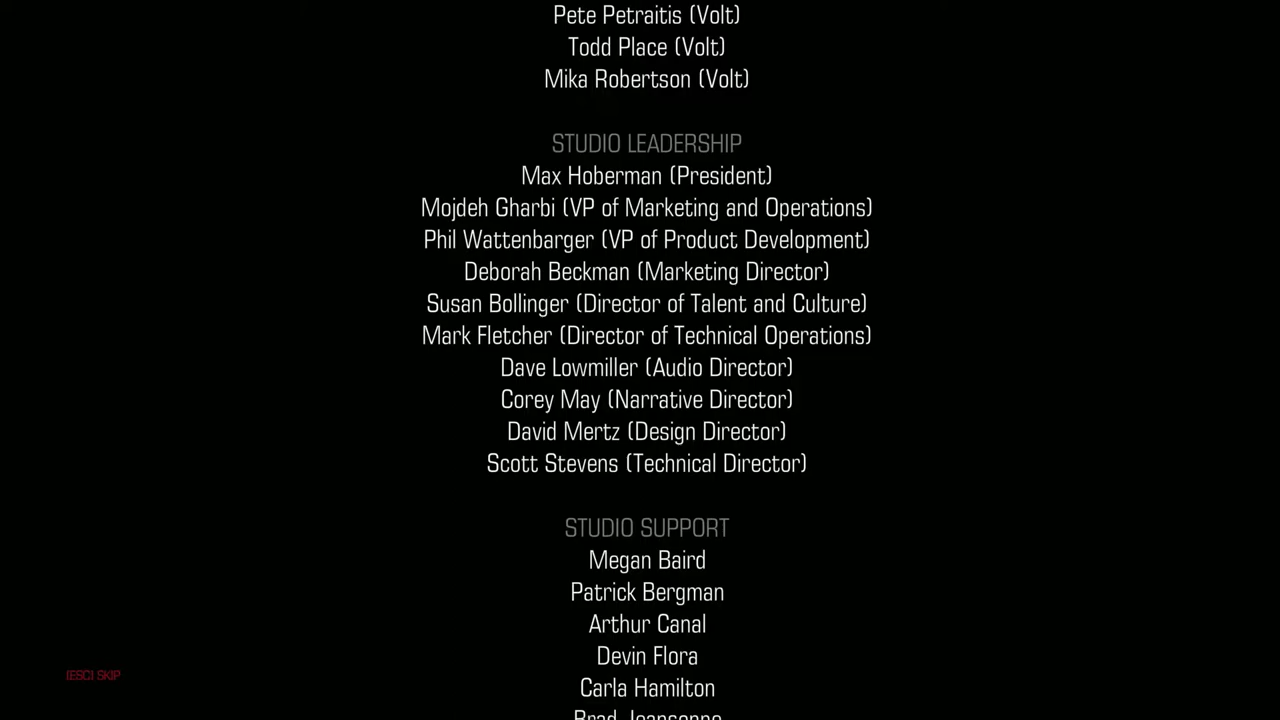 Pete Petraitis (Volt)
Todd Place (Volt)
Mika Robertson (Volt)
STUDIO LEADERSHIP
Max Hoberman (President)
Mojdeh Gharbi (VP of Marketing and Operations)
Phil Wattenbarger (VP of Product Development)
Deborah Beckman (Marketing Director)
Susan Bollinger (Director of Talent and Culture)
Mark Fletcher (Director of Technical Operations)
Dave Lowmiller (Audio Director)
Corey May (Narrative Director)
David Mertz (Design Director)
Scott Stevens (Technical Director)
STUDIO SUPPORT
Megan Baird
Patrick Bergman
Arthur Canal
Devin Flora
[ESC] SKIP
Carla Hamilton
Brad